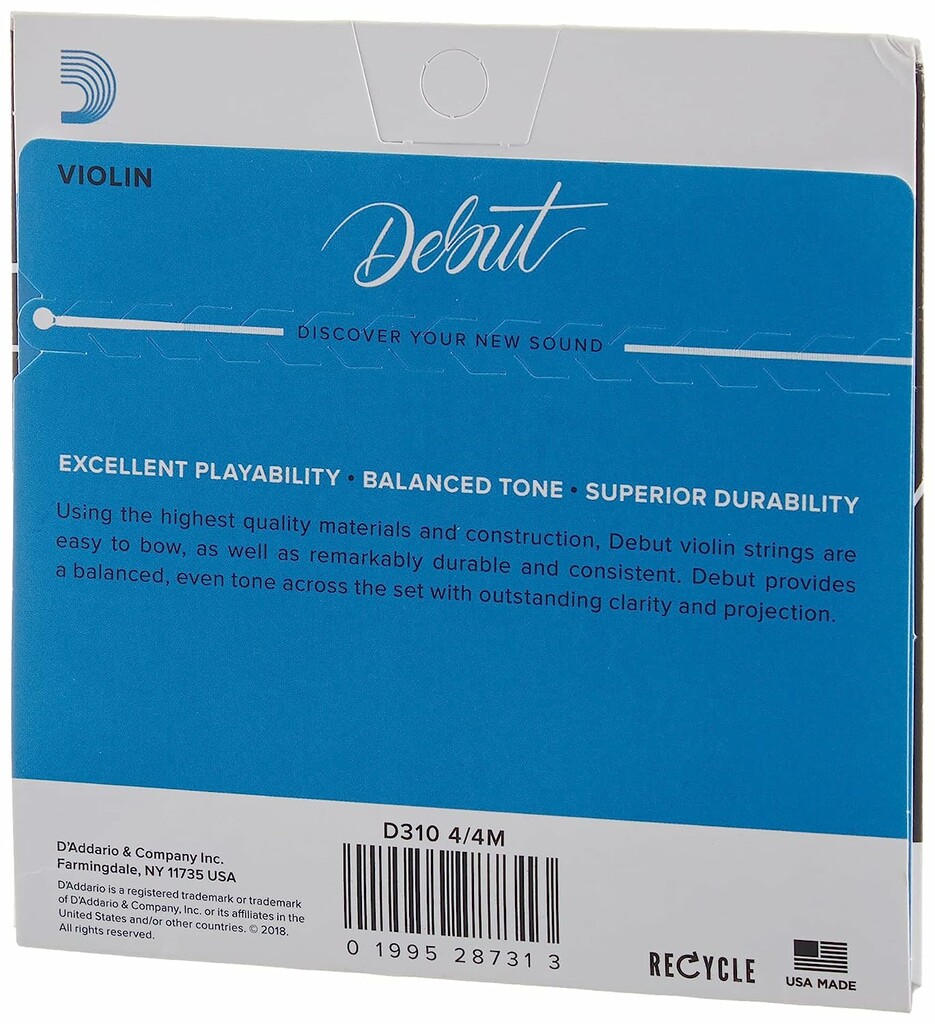 VIOLIN
Debut
DISCOVER YOUR NEW SOUND
EXCELLENT PLAYABILITY • BALANCED TONE • SUPERIOR DURABILITY
Using the highest quality materials and construction, Debut violin strings are
easy to bow, as well as remarkably durable and consistent. Debut provides
a balanced, even tone across the set with outstanding clarity and projection.
D'Addario & Company Inc.
Farmingdale, NY 11735 USA
D'Addario is a registered trademark or trademark
of D'Addario & Company, Inc. or its affiliates in the
United States and/or other countries. © 2018.
All rights reserved.
D310 4/4M
0 1995 28731 3
RECYCLE
USA MADE